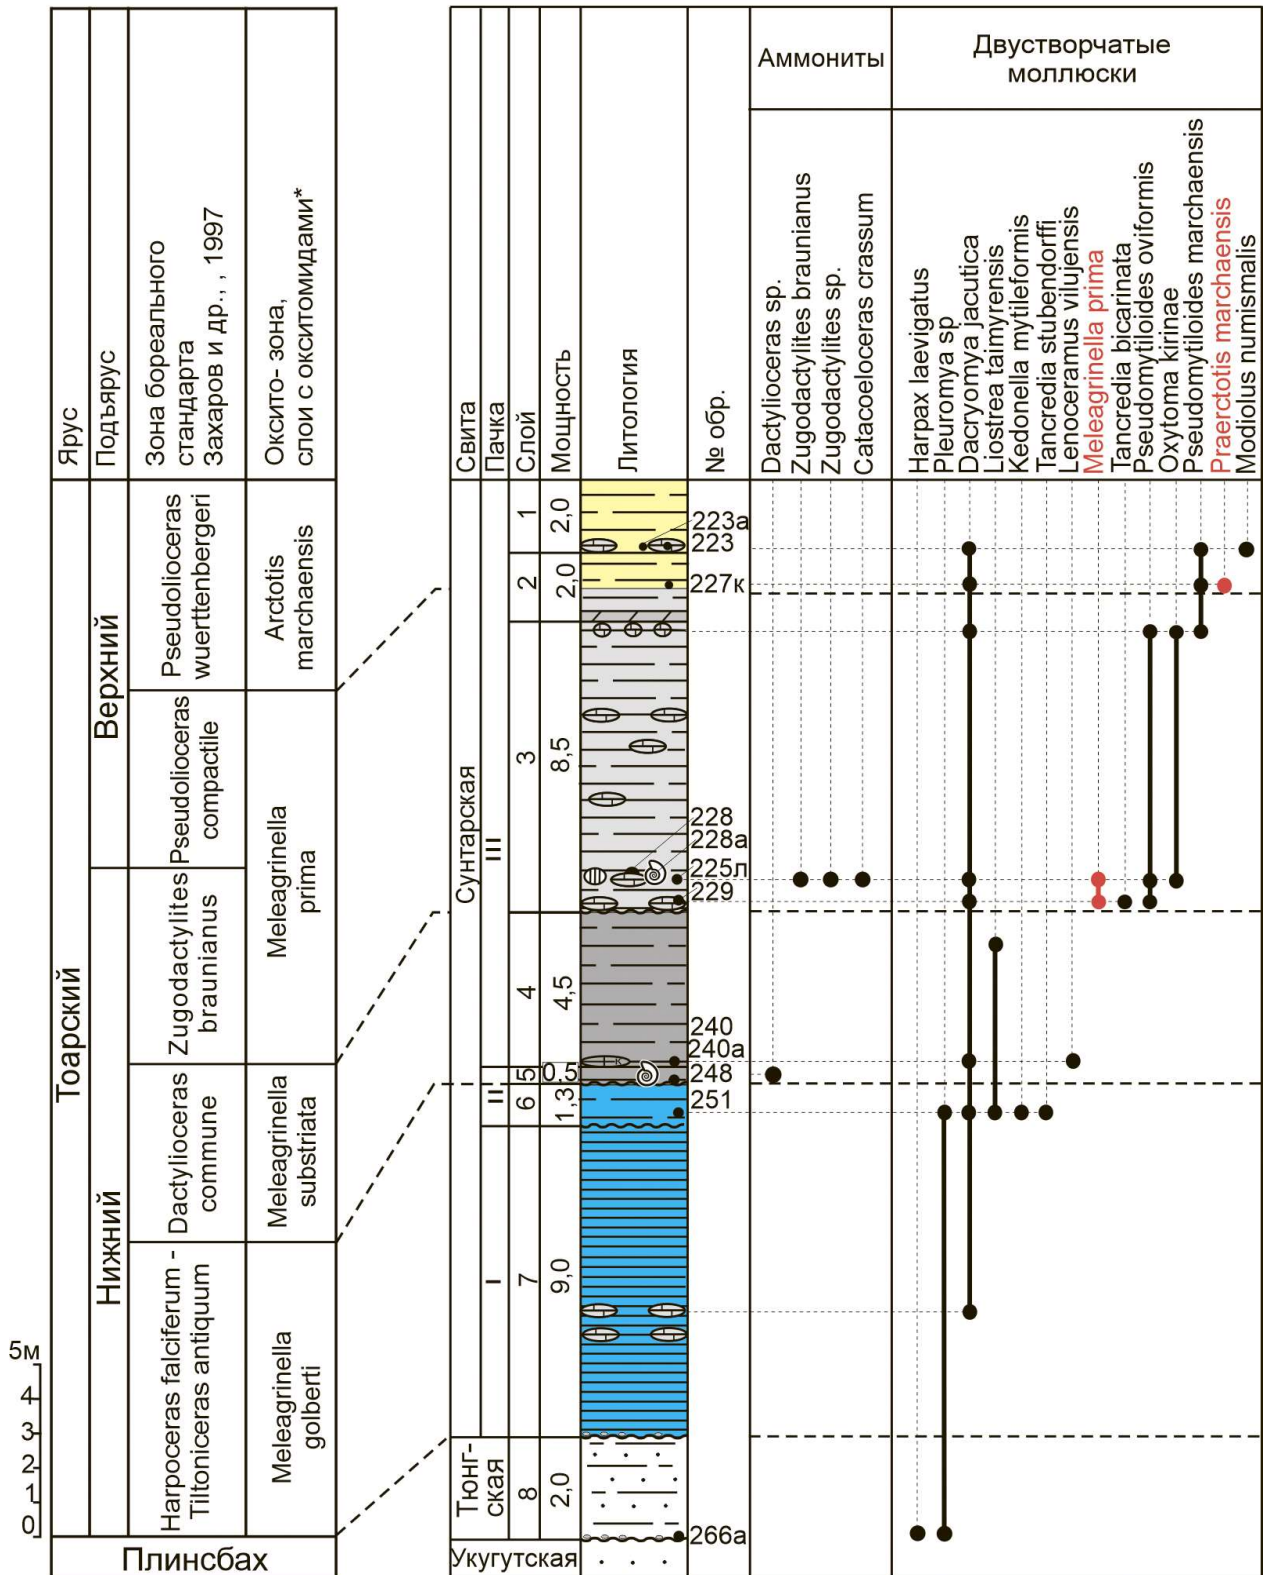 Ярус
Подъярус
Зона бореального
стандарта
Захаров и др., , 1997
Оксито- зона,
слои с окситомидами*
Свита
Пачка
Слой
Мощность
Литология
№ обр.
Аммониты
Двустворчатые
моллюски
Dactylioceras sp.
Zugodactylites braunianus
Zugodactylites sp.
Catacoeloceras crassum
Harpax laevigatus
Pleuromya sp
Dacryomya jacutica
Liostrea taimyrensis
Kedonella mytileformis
Tancredia stubendorffi
Lenoceramus vilujensis
Meleagrinella prima
Tancredia bicarinata
Pseudomytiloides oviformis
Oxytoma kirinae
Pseudomytiloides marchaensis
Praerctotis marchaensis
Modiolus numismalis
Тоарский
Верхний
Нижний
Pseudolioceras
wuerttenbergeri
Pseudolioceras
compactile
Zugodactylites
braunianus
Dactylioceras
commune
Harpoceras falciferum -
Tiltoniceras antiquum
Arctotis
marchaensis
Meleagrinella
prima
Meleagrinella
substriata
Meleagrinella
golberti
Плинсбах
5м
4
3
2
1
0
Сунтарская
Тюнг-
ская
Укугутская
III
II
I
1
2
3
4
5
6
7
8
2,0
2,0
8,5
4,5
0.5
1,3
9,0
2,0
к
223а
223
227к
228
228а
225л
229
240
240а
248
251
266а